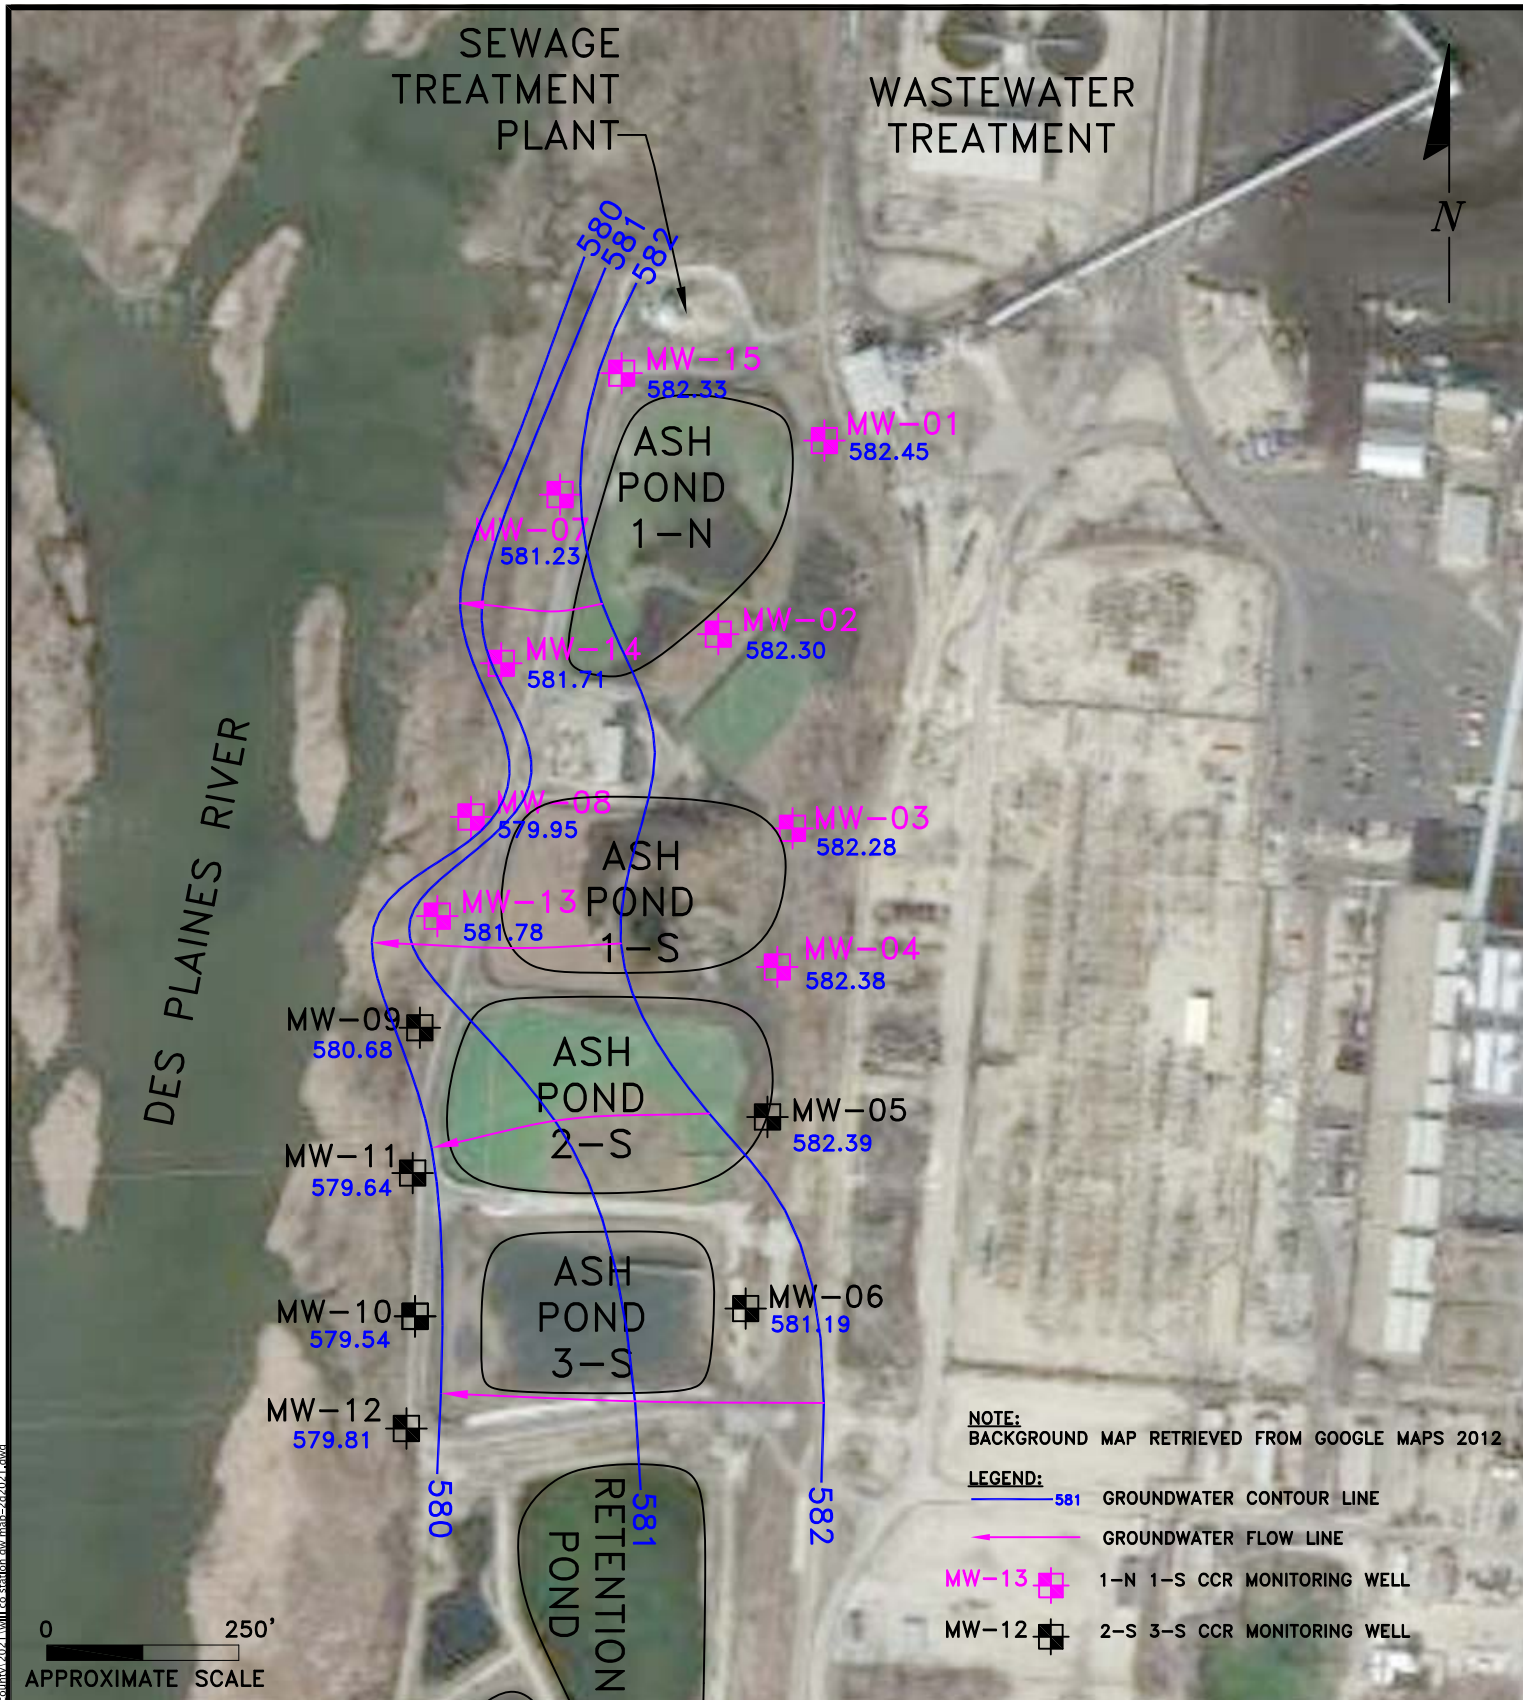 SEWAGE
TREATMENT
PLANT
WASTEWATER
TREATMENT
N
580
581
582
MW-15
582.33
MW-01
582.45
ASH
POND
1-N
MW-07
581.23
MW-02
582.30
MW-14
581.71
DES PLAINES RIVER
MW-08
579.95
MW-03
582.28
ASH
POND
1-S
MW-13
581.78
MW-04
582.38
MW-09
580.68
ASH
POND
2-S
MW-05
582.39
MW-11
579.64
ASH
POND
3-S
MW-10
579.54
MW-06
581.19
MW-12
579.81
580
581
582
RETENTION
POND
NOTE:
BACKGROUND MAP RETRIEVED FROM GOOGLE MAPS 2012
LEGEND:
581 GROUNDWATER CONTOUR LINE
GROUNDWATER FLOW LINE
MW-13 1-N 1-S CCR MONITORING WELL
MW-12 2-S 3-S CCR MONITORING WELL
0 250'
APPROXIMATE SCALE